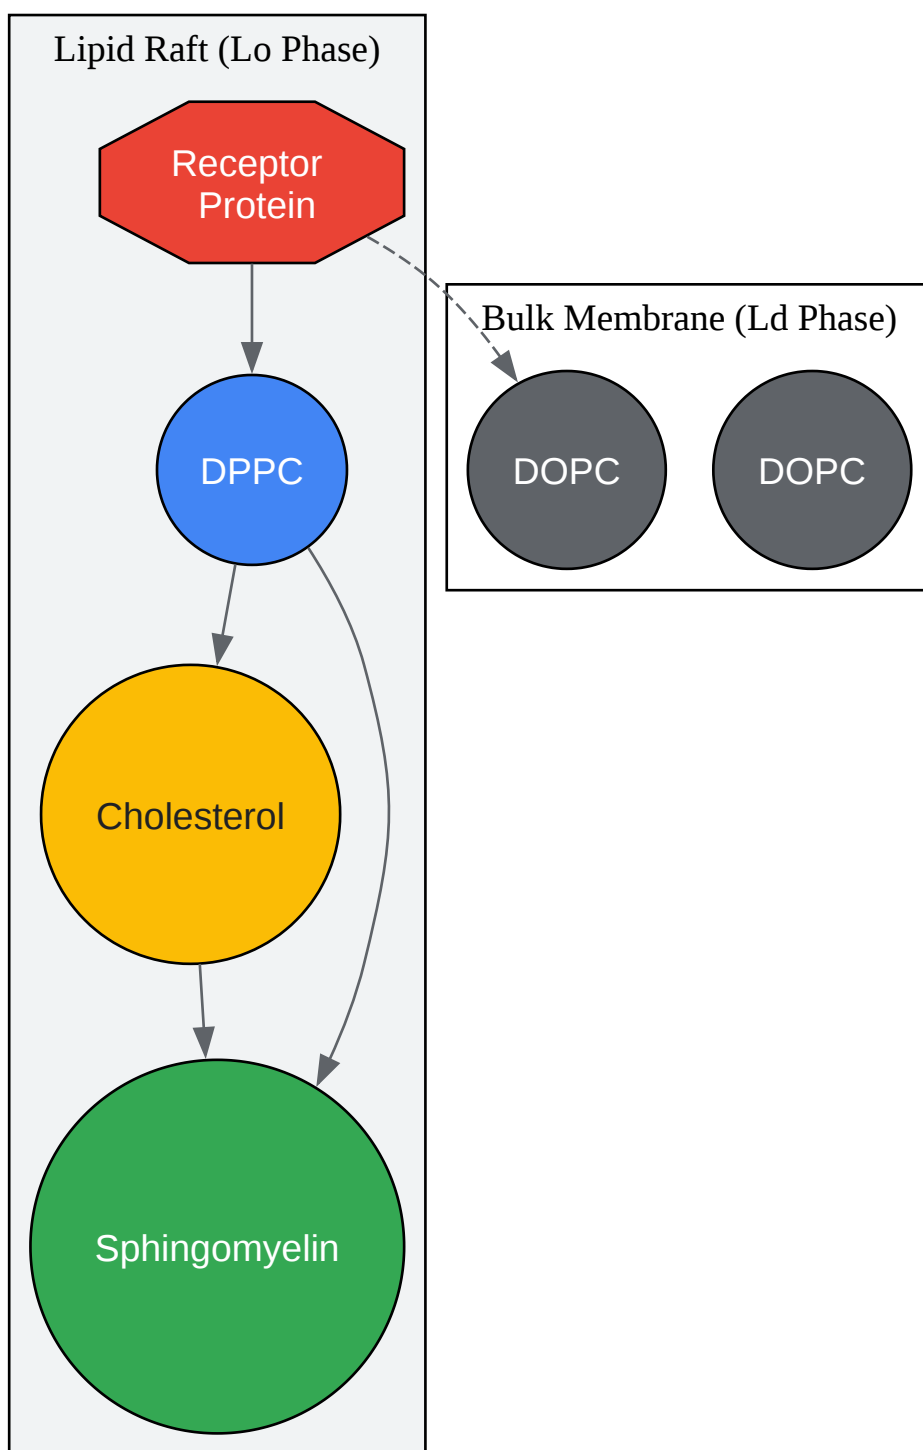 Lipid Raft (Lo Phase)
Receptor
Protein
Bulk Membrane (Ld Phase)
DPPC
DOPC
DOPC
Cholesterol
Sphingomyelin